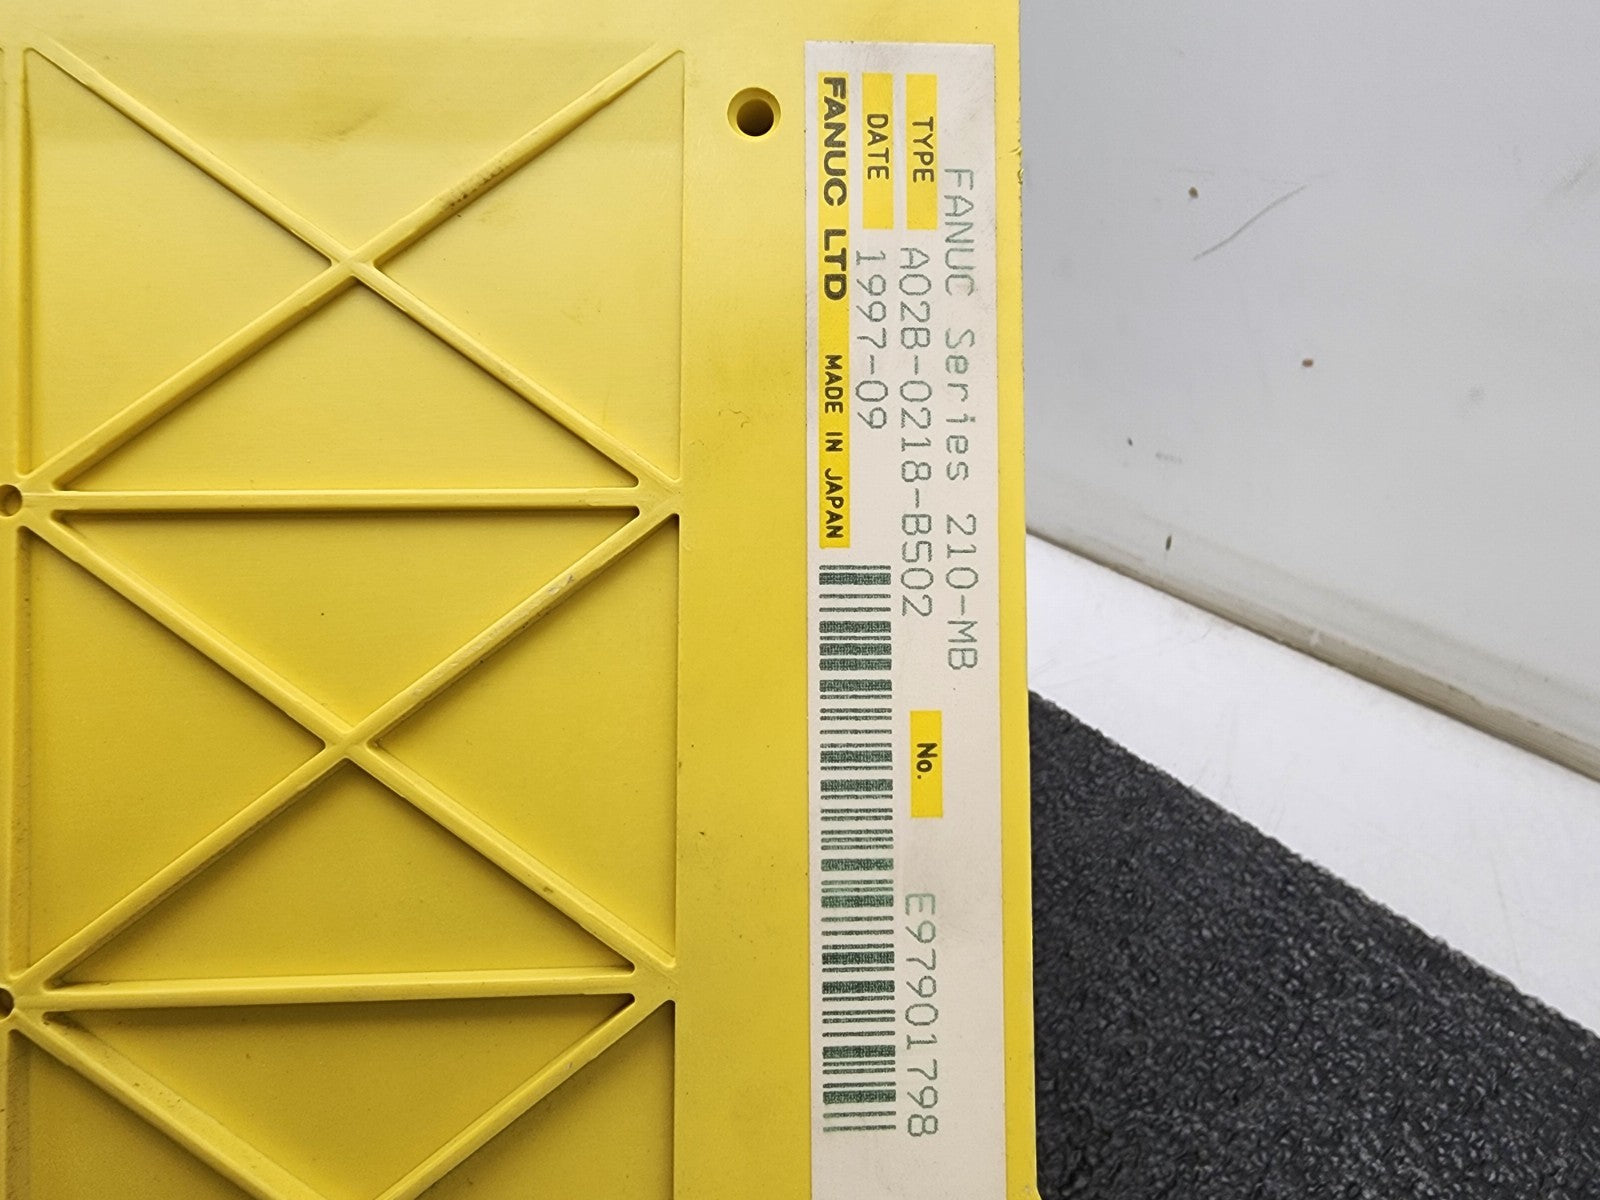 FANUC Series 210-MB
TYPE A02B-0218-B502 No. E97901798
DATE 1997-09
FANUC LTD MADE IN JAPAN